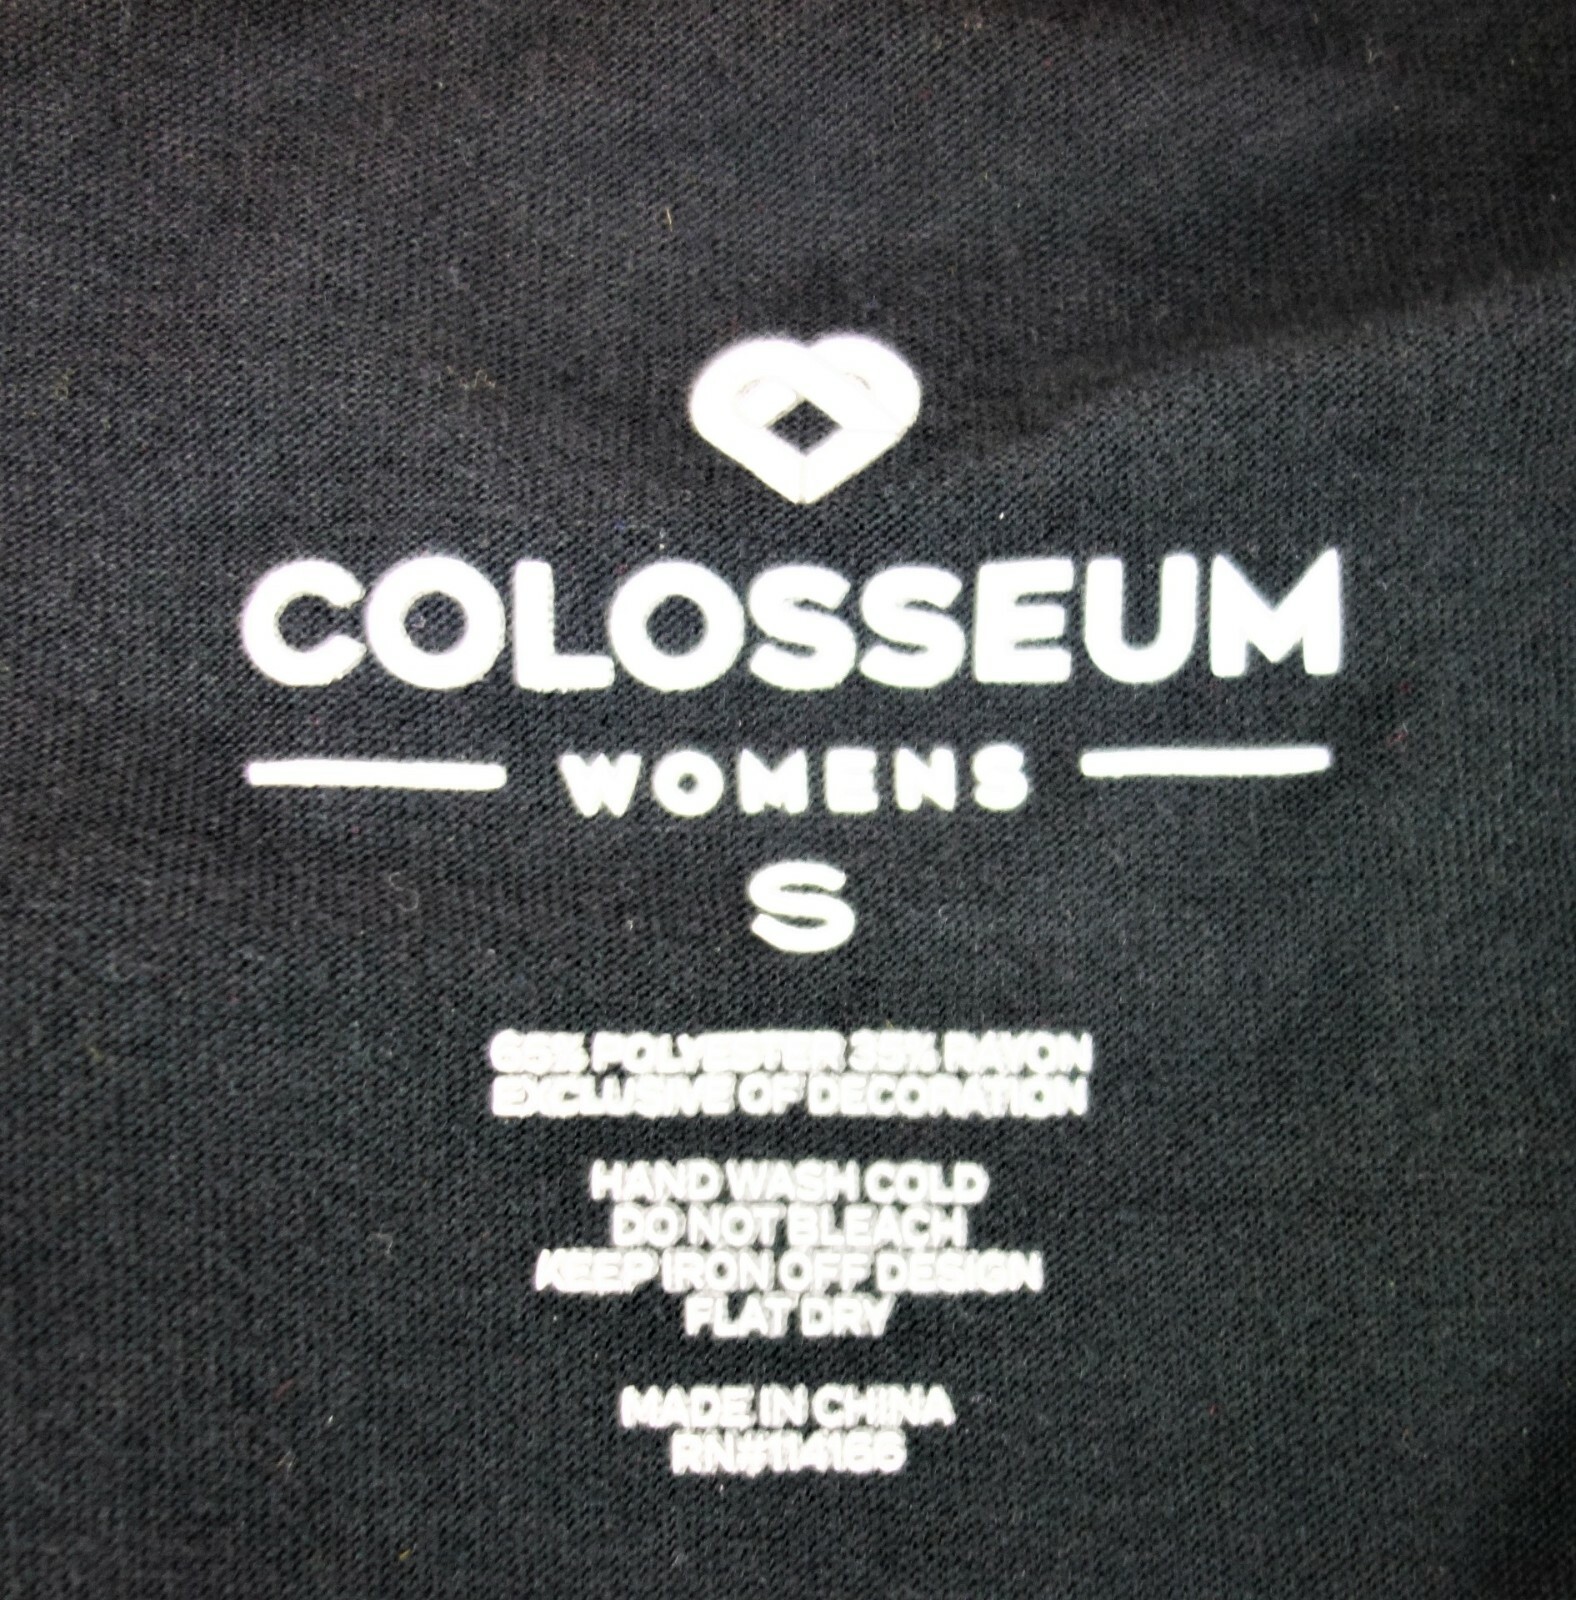 COLOSSEUM
WOMENS
S
65% POLYESTER 35% RAYON
EXCLUSIVE OF DECORATION
HAND WASH COLD
DO NOT BLEACH
KEEP IRON OFF DESIGN
FLAT DRY
MADE IN CHINA
RN#114166